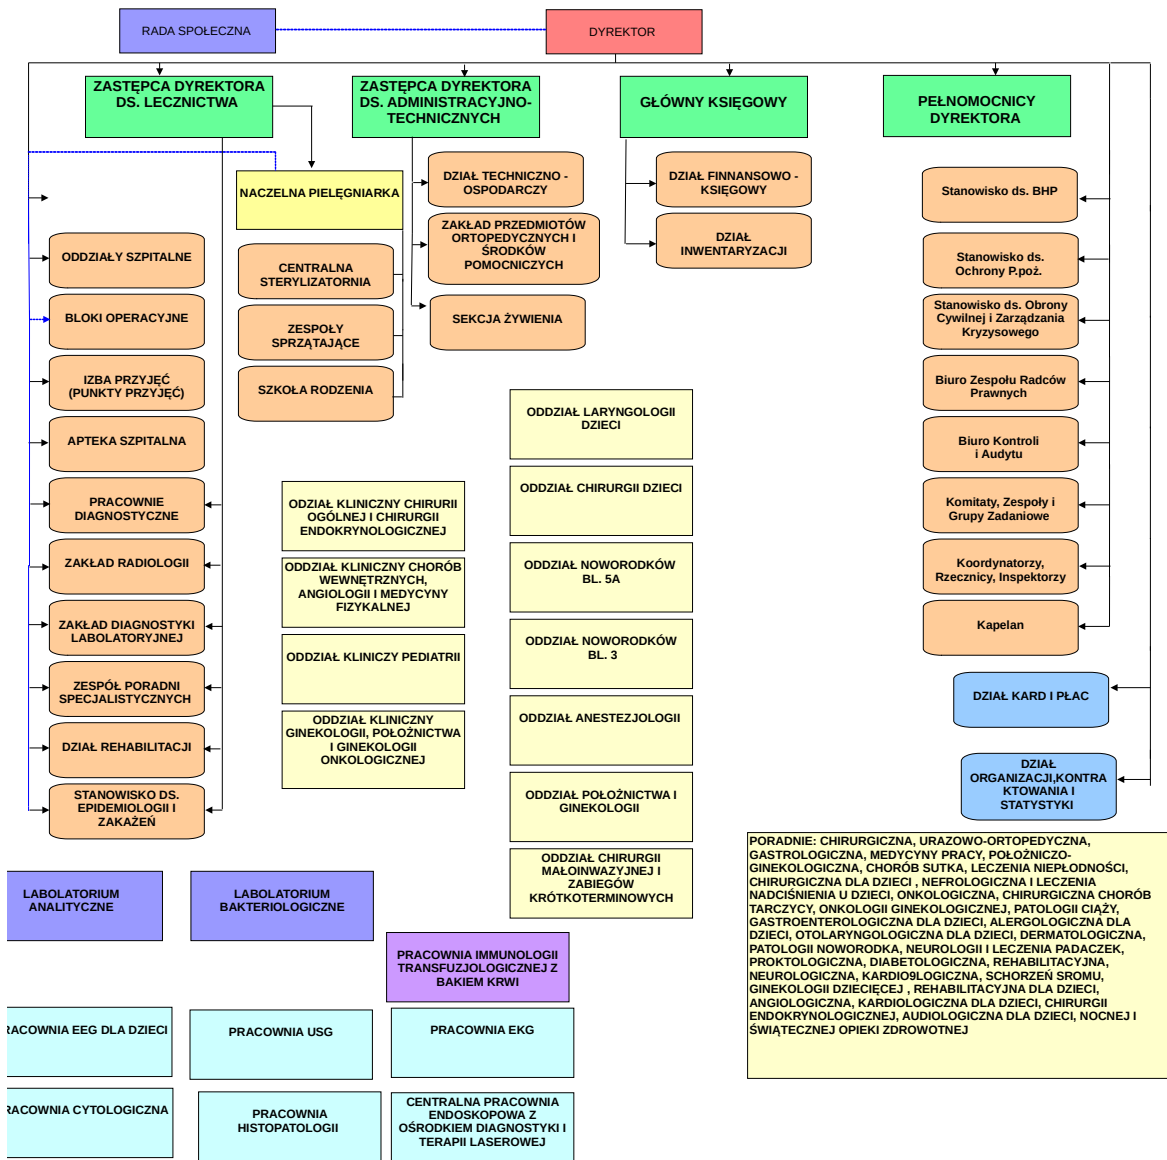 RADA SPOŁECZNA
DYREKTOR
ZASTĘPCA DYREKTORA
DS. LECZNICTWA
ZASTĘPCA DYREKTORA
DS. ADMINISTRACYJNO-
TECHNICZNYCH
GŁÓWNY KSIĘGOWY
PEŁNOMOCNICY
DYREKTORA
NACZELNA PIELĘGNIARKA
DZIAŁ TECHNICZNO -
OSPODARCZY
DZIAŁ FINNANSOWO -
KSIĘGOWY
Stanowisko ds. BHP
ZAKŁAD PRZEDMIOTÓW
ORTOPEDYCZNYCH I
ŚRODKÓW
POMOCNICZYCH
DZIAŁ
INWENTARYZACJI
ODDZIAŁY SZPITALNE
CENTRALNA
STERYLIZATORNIA
Stanowisko ds.
Ochrony P.poż.
BLOKI OPERACYJNE
ZESPOŁY
SPRZĄTAJĄCE
SEKCJA ŻYWIENIA
Stanowisko ds. Obrony
Cywilnej i Zarządzania
Kryzysowego
IZBA PRZYJĘĆ
(PUNKTY PRZYJĘĆ)
SZKOŁA RODZENIA
Biuro Zespołu Radców
Prawnych
APTEKA SZPITALNA
ODDZIAŁ LARYNGOLOGII
DZIECI
Biuro Kontroli
i Audytu
PRACOWNIE
DIAGNOSTYCZNE
ODZIAŁ KLINICZNY CHIRURII
OGÓLNEJ I CHIRURGII
ENDOKRYNOLOGICZNEJ
ODDZIAŁ CHIRURGII DZIECI
Komitaty, Zespoły i
Grupy Zadaniowe
ZAKŁAD RADIOLOGII
ODDZIAŁ KLINICZNY CHORÓB
WEWNĘTRZNYCH,
ANGIOLOGII I MEDYCYNY
FIZYKALNEJ
ODDZIAŁ NOWORODKÓW
BL. 5A
Koordynatorzy,
Rzecznicy, Inspektorzy
ZAKŁAD DIAGNOSTYKI
LABOLATORYJNEJ
ODDZIAŁ KLINICZY PEDIATRII
ODDZIAŁ NOWORODKÓW
BL. 3
Kapelan
ZESPÓŁ PORADNI
SPECJALISTYCZNYCH
DZIAŁ KARD I PŁAC
DZIAŁ REHABILITACJI
ODDZIAŁ KLINICZNY
GINEKOLOGII, POŁOŻNICTWA
I GINEKOLOGII
ONKOLOGICZNEJ
ODDZIAŁ ANESTEZJOLOGII
STANOWISKO DS.
EPIDEMIOLOGII I
ZAKAŻEŃ
ODDZIAŁ POŁOŻNICTWA I
GINEKOLOGII
DZIAŁ
ORGANIZACJI,KONTRA
KTOWANIA I
STATYSTYKI
ODDZIAŁ CHIRURGII
MAŁOINWAZYJNEJ I
ZABIEGÓW
KRÓTKOTERMINOWYCH
PORADNIE: CHIRURGICZNA, URAZOWO-ORTOPEDYCZNA,
GASTROLOGICZNA, MEDYCYNY PRACY, POŁOŻNICZO-
GINEKOLOGICZNA, CHORÓB SUTKA, LECZENIA NIEPŁODNOŚCI,
CHIRURGICZNA DLA DZIECI , NEFROLOGICZNA I LECZENIA
NADCIŚNIENIA U DZIECI, ONKOLOGICZNA, CHIRURGICZNA CHORÓB
TARCZYCY, ONKOLOGII GINEKOLOGICZNEJ, PATOLOGII CIĄŻY,
GASTROENTEROLOGICZNA DLA DZIECI, ALERGOLOGICZNA DLA
DZIECI, OTOLARYNGOLOGICZNA DLA DZIECI, DERMATOLOGICZNA,
PATOLOGII NOWORODKA, NEUROLOGII I LECZENIA PADACZEK,
PROKTOLOGICZNA, DIABETOLOGICZNA, REHABILITACYJNA,
NEUROLOGICZNA, KARDIO9LOGICZNA, SCHORZEŃ SROMU,
GINEKOLOGII DZIECIĘCEJ , REHABILITACYJNA DLA DZIECI,
ANGIOLOGICZNA, KARDIOLOGICZNA DLA DZIECI, CHIRURGII
ENDOKRYNOLOGICZNEJ, AUDIOLOGICZNA DLA DZIECI, NOCNEJ I
ŚWIĄTECZNEJ OPIEKI ZDROWOTNEJ
LABOLATORIUM
ANALITYCZNE
LABOLATORIUM
BAKTERIOLOGICZNE
PRACOWNIA IMMUNOLOGII
TRANSFUZJOLOGICZNEJ Z
BAKIEM KRWI
RACOWNIA EEG DLA DZIECI
PRACOWNIA USG
PRACOWNIA EKG
RACOWNIA CYTOLOGICZNA
PRACOWNIA
HISTOPATOLOGII
CENTRALNA PRACOWNIA
ENDOSKOPOWA Z
OŚRODKIEM DIAGNOSTYKI I
TERAPII LASEROWEJ